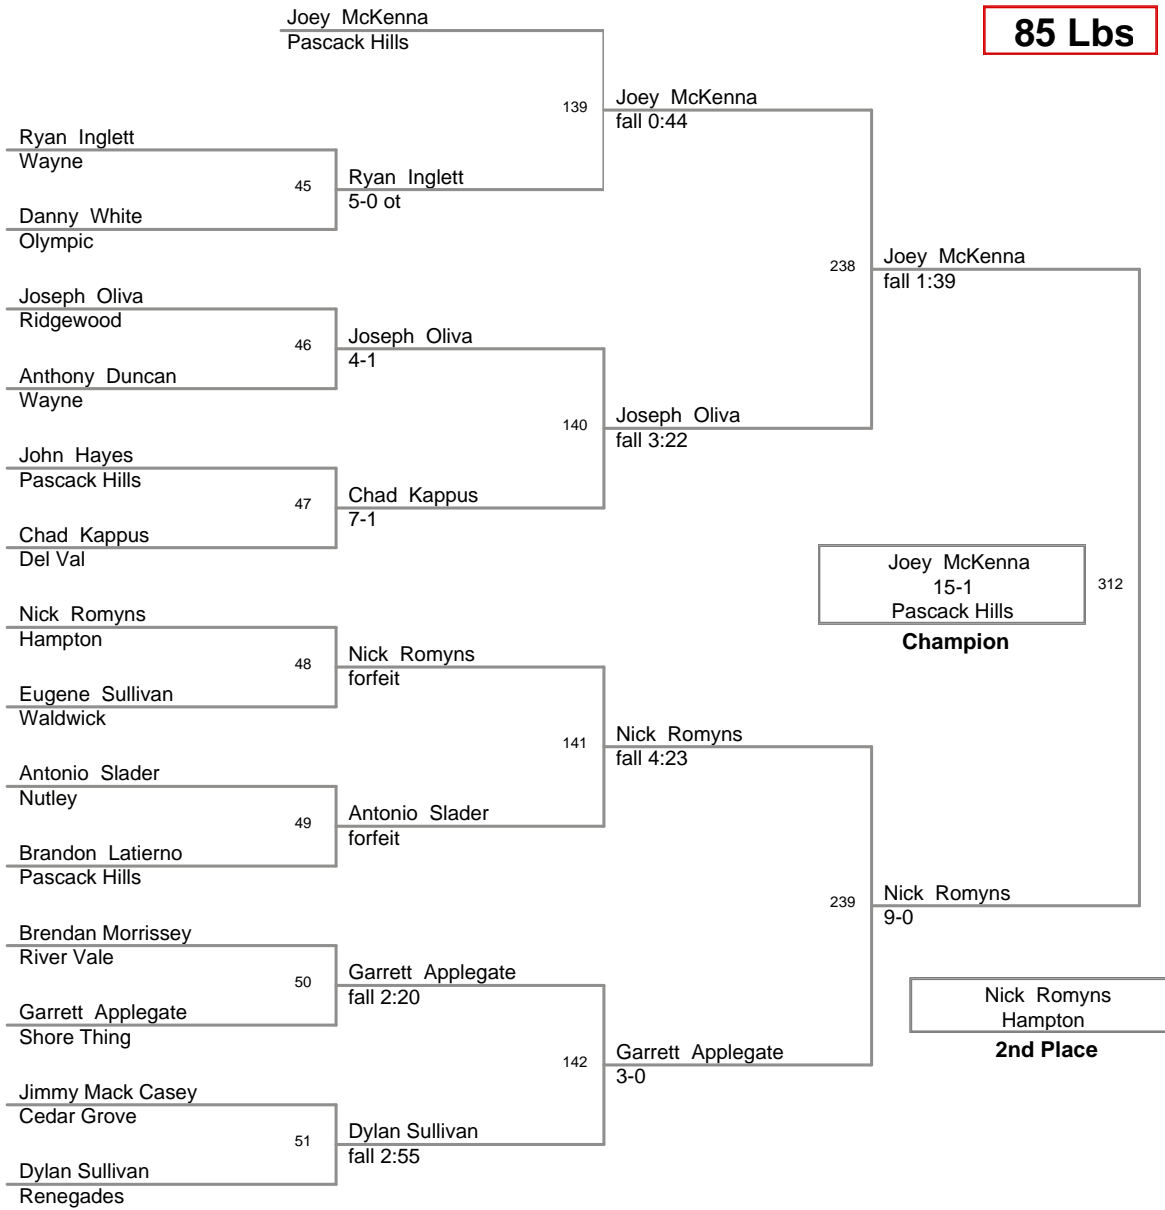 Joey McKenna
Pascack Hills
85 Lbs
139
Joey McKenna
fall 0:44
Ryan Inglett
Wayne
45
Ryan Inglett
5-0 ot
Danny White
Olympic
238
Joey McKenna
fall 1:39
Joseph Oliva
Ridgewood
46
Joseph Oliva
4-1
Anthony Duncan
Wayne
140
Joseph Oliva
fall 3:22
John Hayes
Pascack Hills
47
Chad Kappus
7-1
Chad Kappus
Del Val
Joey McKenna
15-1
Pascack Hills
312
Champion
Nick Romyns
Hampton
48
Nick Romyns
forfeit
Eugene Sullivan
Waldwick
141
Nick Romyns
fall 4:23
Antonio Slader
Nutley
49
Antonio Slader
forfeit
Brandon Latierno
Pascack Hills
239
Nick Romyns
9-0
Brendan Morrissey
River Vale
50
Garrett Applegate
fall 2:20
Garrett Applegate
Shore Thing
Nick Romyns
Hampton
2nd Place
142
Garrett Applegate
3-0
Jimmy Mack Casey
Cedar Grove
51
Dylan Sullivan
fall 2:55
Dylan Sullivan
Renegades